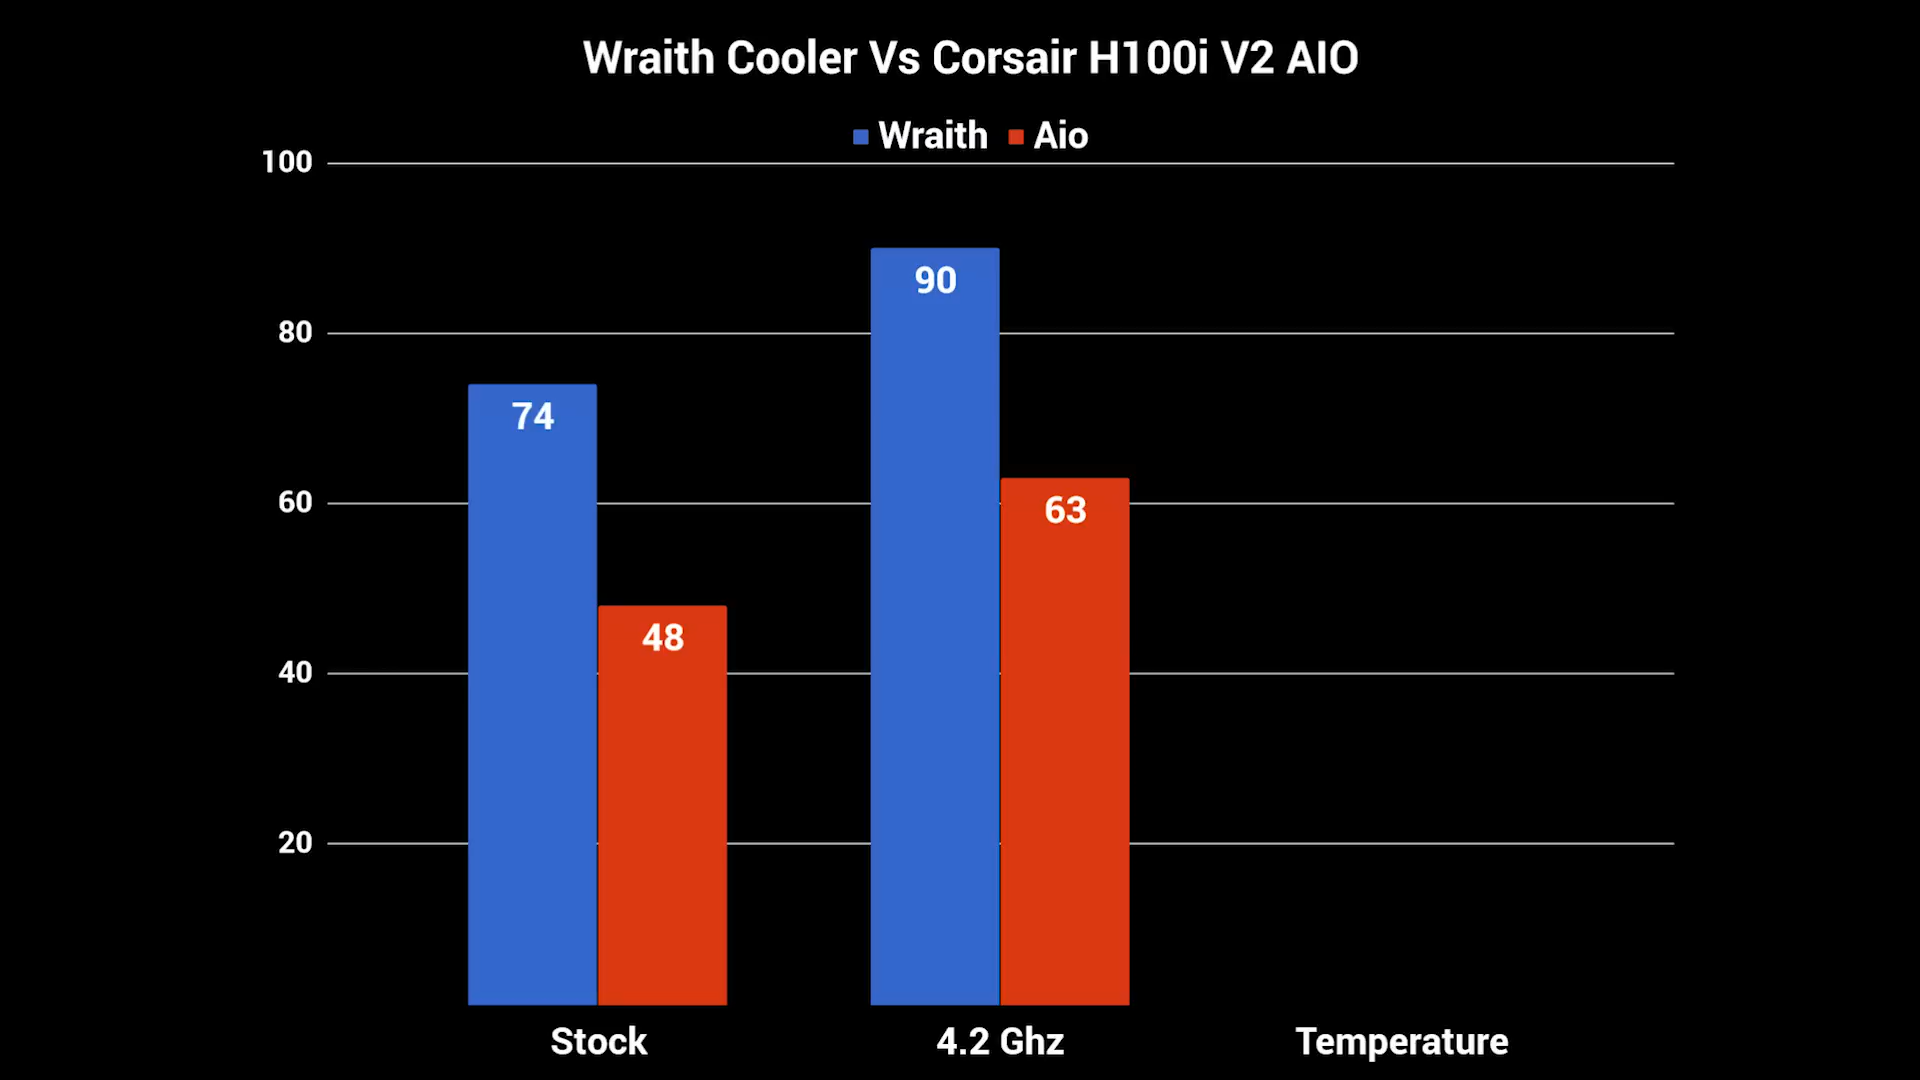 Wraith Cooler Vs Corsair H100i V2 AIO
Wraith Aio
100
80
60
40
20
74
48
90
63
Stock
4.2 Ghz
Temperature